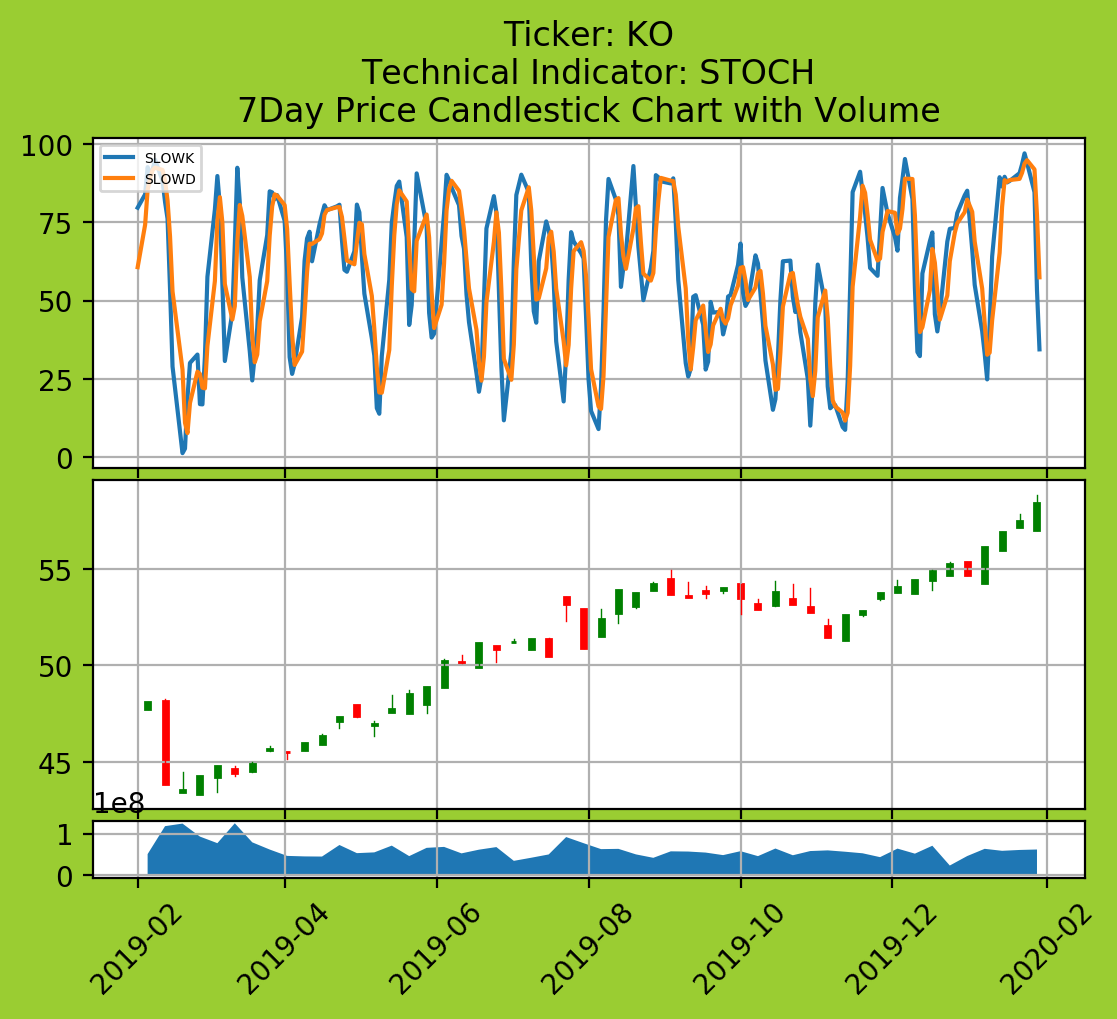 Ticker: KO
Technical Indicator: STOCH
7Day Price Candlestick Chart with Volume
100
SLOWK
SLOWD
75
50
25
0
55
50
45
1e8
1
0
2019-02
2019-04
2019-06
2019-08
2019-10
2019-12
2020-02